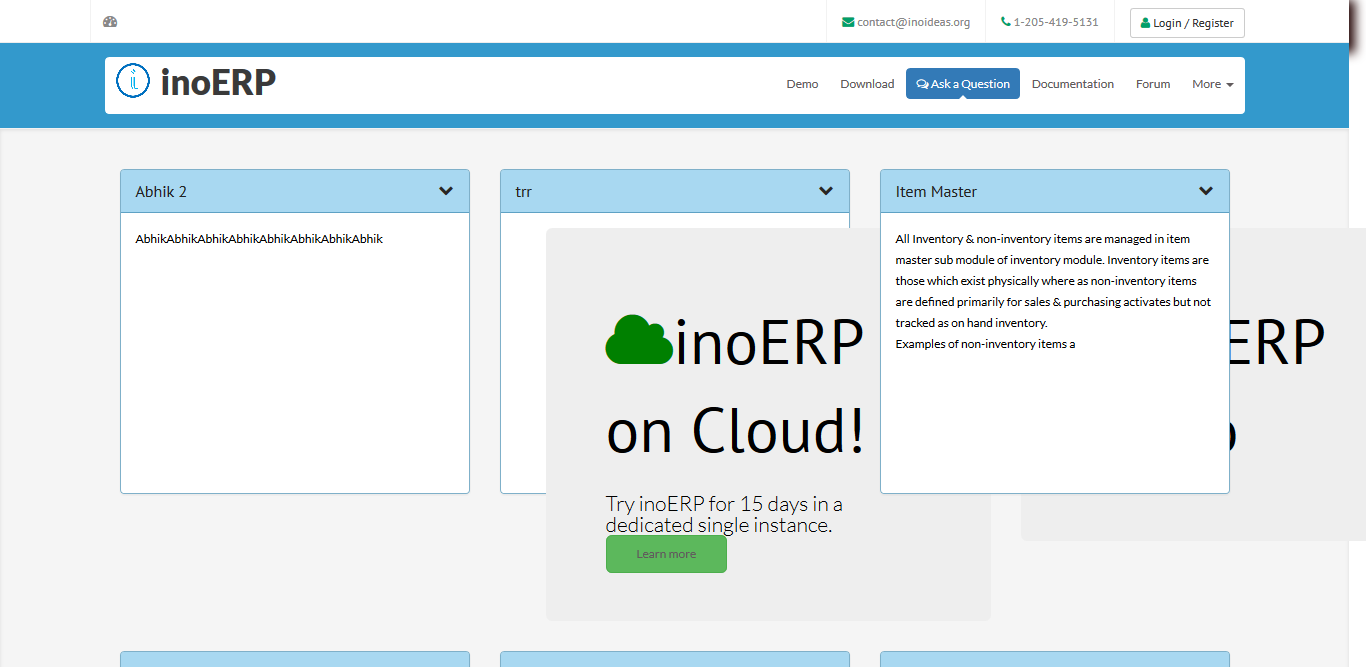 contact@inoideas.org
1-205-419-5131
Login / Register
inoERP
Demo
Download
Ask a Question
Documentation
Forum
More
Abhik 2
AbhikAbhikAbhikAbhikAbhikAbhikAbhikAbhik
trr
inoERP
on Cloud!
Try inoERP for 15 days in a
dedicated single instance.
Learn more
Item Master
All Inventory & non-inventory items are managed in item
master sub module of inventory module. Inventory items are
those which exist physically where as non-inventory items
are defined primarily for sales & purchasing activates but not
tracked as on hand inventory.
Examples of non-inventory items a
ERP